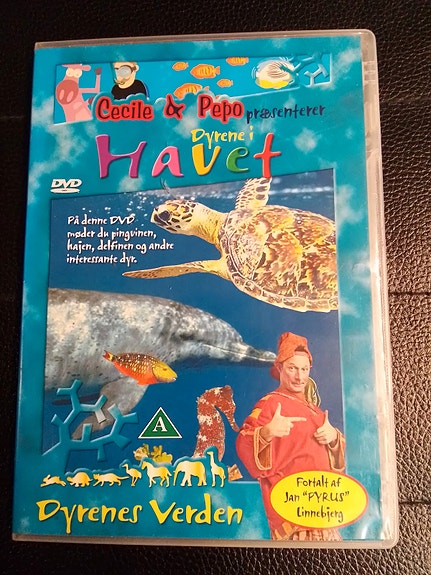 Cecile & Pepo præsenterer
Dyrene i
Havet
DVD
På denne DVD
møder du pingvinen,
hajen, delfinen og andre
interessante dyr.
A
Fortalt af
Jan "PYRUS"
Linnebjerg
Dyrenes Verden